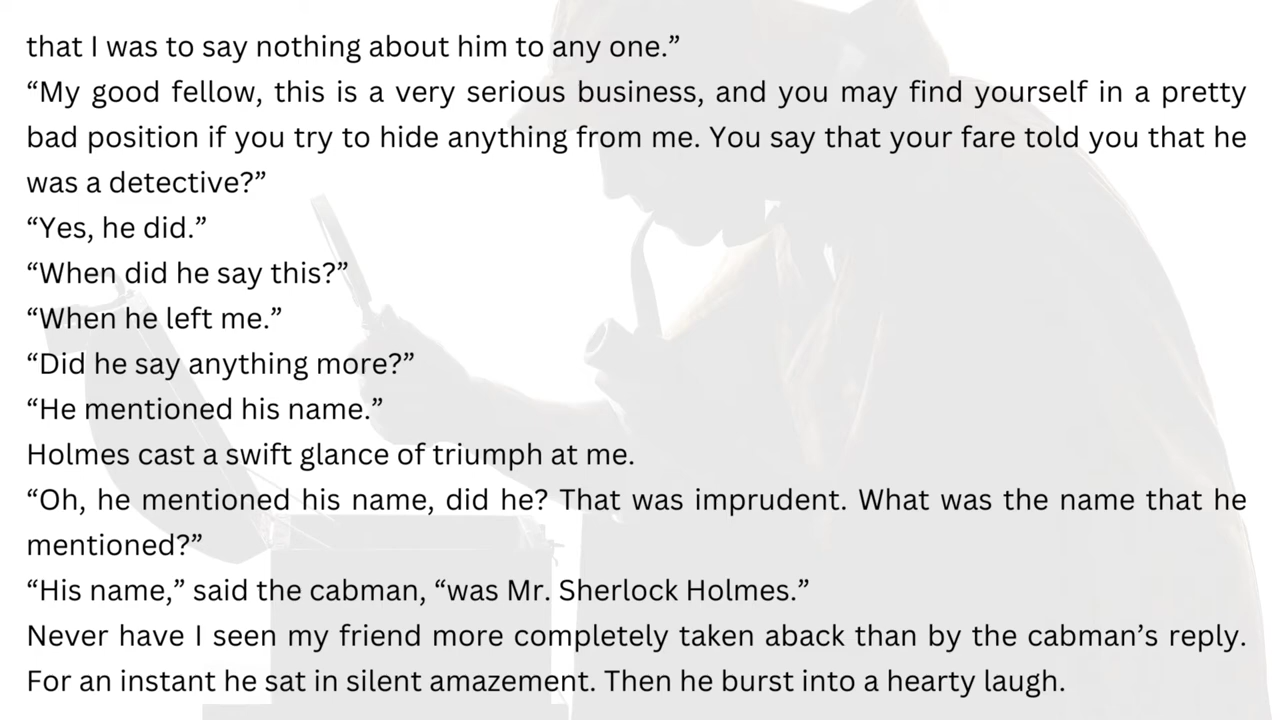 that I was to say nothing about him to any one.”
“My good fellow, this is a very serious business, and you may find yourself in a pretty
bad position if you try to hide anything from me. You say that your fare told you that he
was a detective?”
“Yes, he did.”
“When did he say this?”
“When he left me.”
“Did he say anything more?”
“He mentioned his name.”
Holmes cast a swift glance of triumph at me.
“Oh, he mentioned his name, did he? That was imprudent. What was the name that he
mentioned?”
“His name,” said the cabman, “was Mr. Sherlock Holmes.”
Never have I seen my friend more completely taken aback than by the cabman’s reply.
For an instant he sat in silent amazement. Then he burst into a hearty laugh.